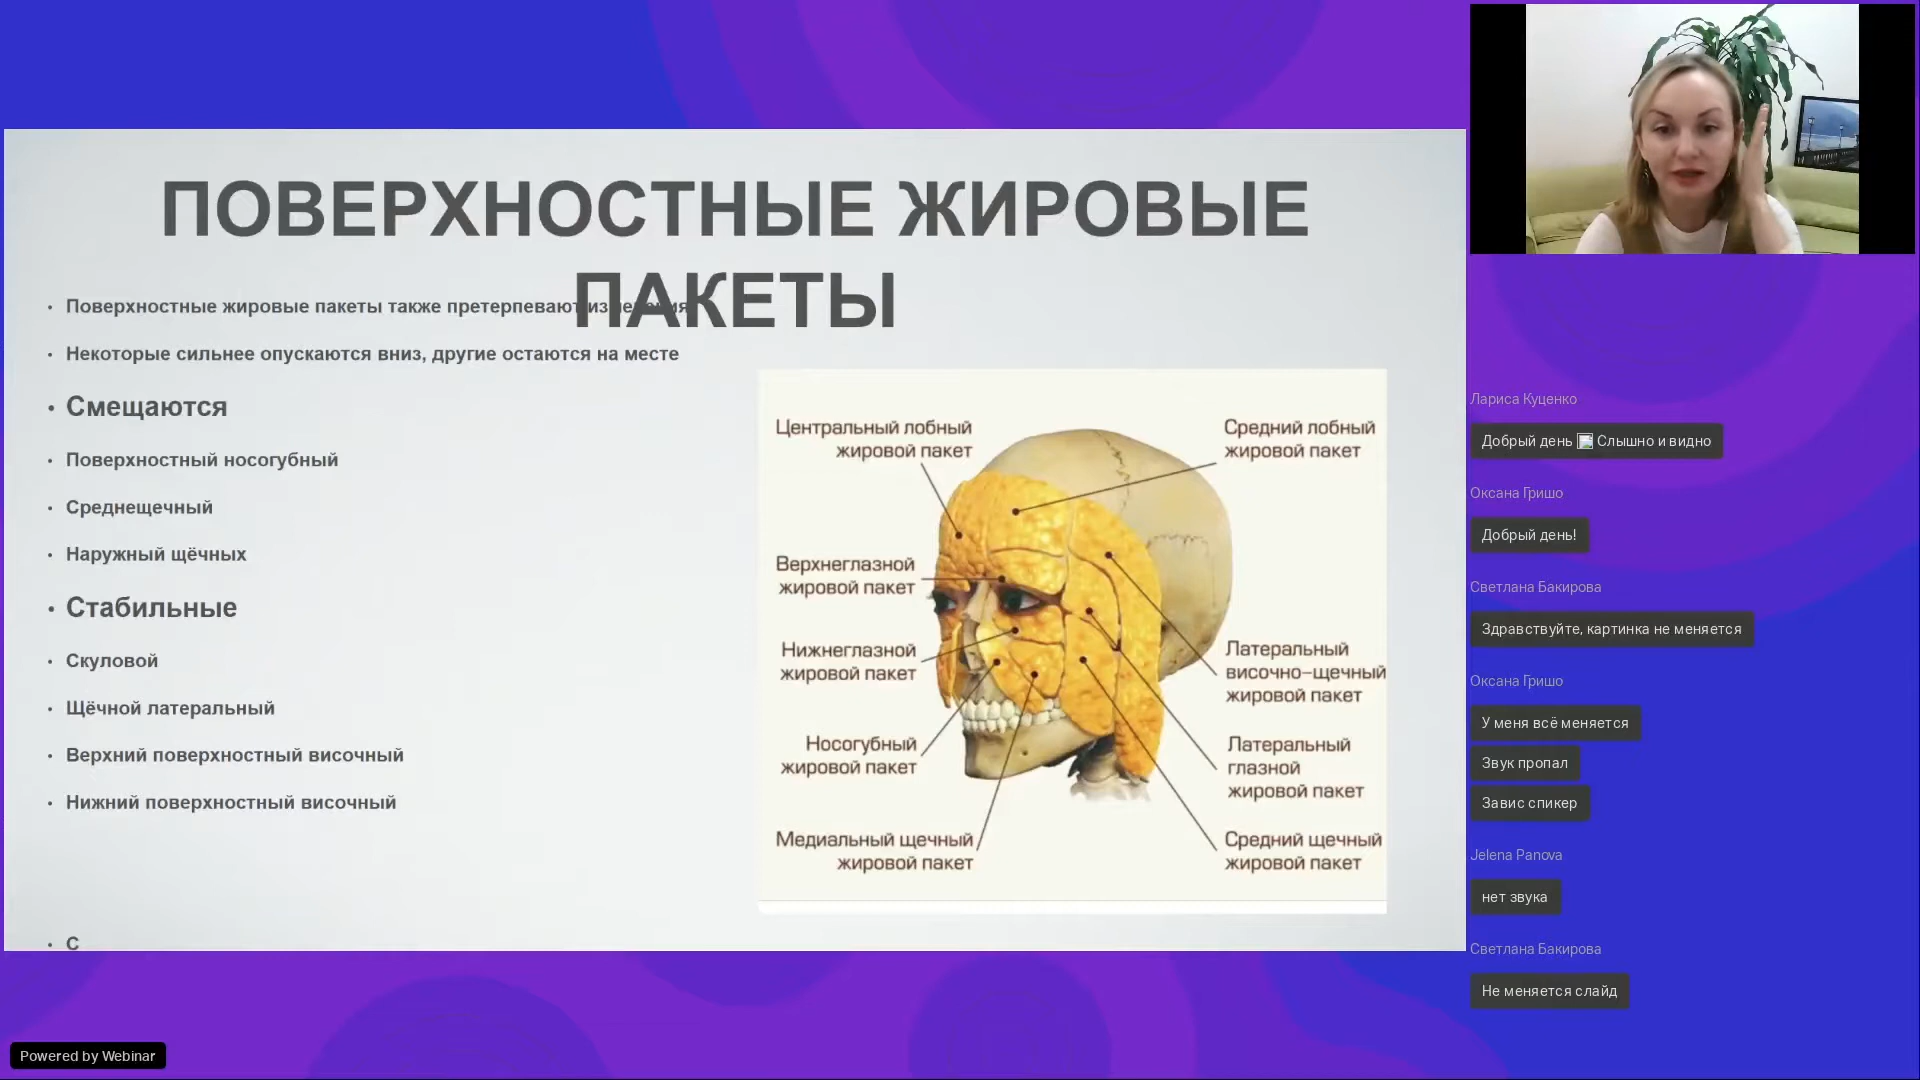 ПОВЕРХНОСТНЫЕ ЖИРОВЫЕ
ПАКЕТЫ
• Поверхностные жировые пакеты также претерпевают
• Некоторые сильнее опускаются вниз, другие остаются на месте
• Смещаются
• Поверхностный носогубный
• Среднещечный
• Наружный щёчных
• Стабильные
• Скуловой
• Щёчной латеральный
• Верхний поверхностный височный
• Нижний поверхностный височный
• С
Центральный лобный
жировой пакет
Верхнеглазной
жировой пакет
Нижнеглазной
жировой пакет
Носогубный
жировой пакет
Медиальный щечный
жировой пакет
Средний лобный
жировой пакет
Латеральный
височно-щечный
жировой пакет
Латеральный
глазной
жировой пакет
Средний щечный
жировой пакет
Лариса Куценко
Добрый день Слышно и видно
Оксана Гришо
Добрый день!
Светлана Бакирова
Здравствуйте, картинка не меняется
Оксана Гришо
У меня всё меняется
Звук пропал
Завис спикер
Jelena Panova
нет звука
Светлана Бакирова
Не меняется слайд
Powered by Webinar